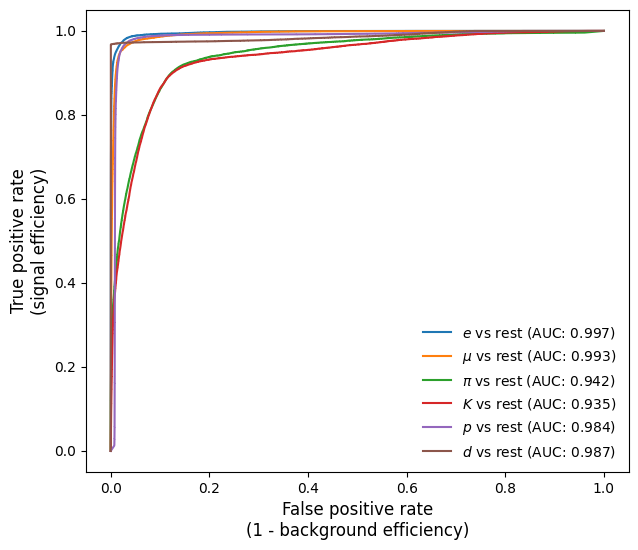 1.0
0.8
0.6
0.4
0.2
0.0
True positive rate
(signal efficiency)
e vs rest (AUC: 0.997)
μ vs rest (AUC: 0.993)
π vs rest (AUC: 0.942)
K vs rest (AUC: 0.935)
p vs rest (AUC: 0.984)
d vs rest (AUC: 0.987)
0.0 0.2 0.4 0.6 0.8 1.0
False positive rate
(1 - background efficiency)